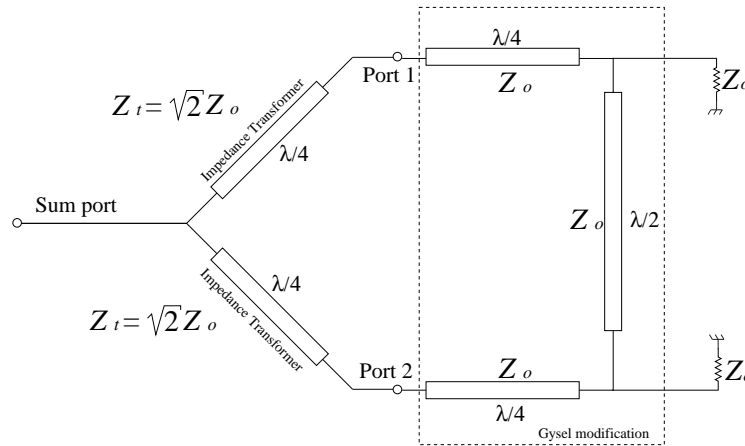 λ/4
Port 1
Z o
Z o
Z t = √2 Z o
Impedance Transformer
λ/4
Sum port
Z o
λ/2
λ/4
Z t = √2 Z o
Impedance Transformer
Port 2
Z o
λ/4
Z o
Gysel modification